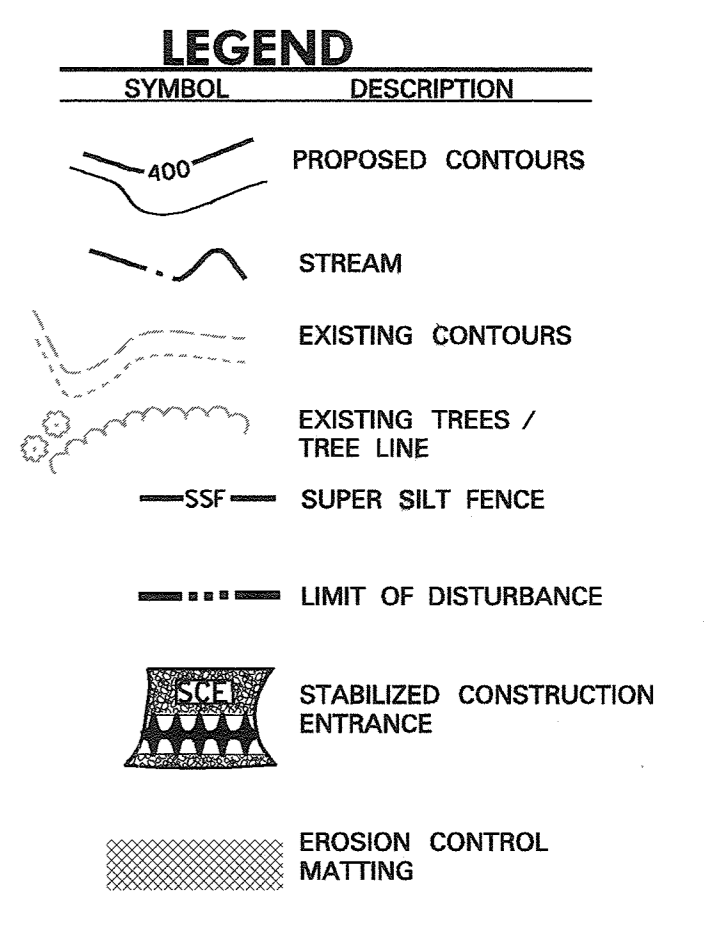 LEGEND
SYMBOL DESCRIPTION
400 PROPOSED CONTOURS
STREAM
EXISTING CONTOURS
EXISTING TREES /
TREE LINE
SSF SUPER SILT FENCE
LIMIT OF DISTURBANCE
SCE STABILIZED CONSTRUCTION
ENTRANCE
EROSION CONTROL
MATTING